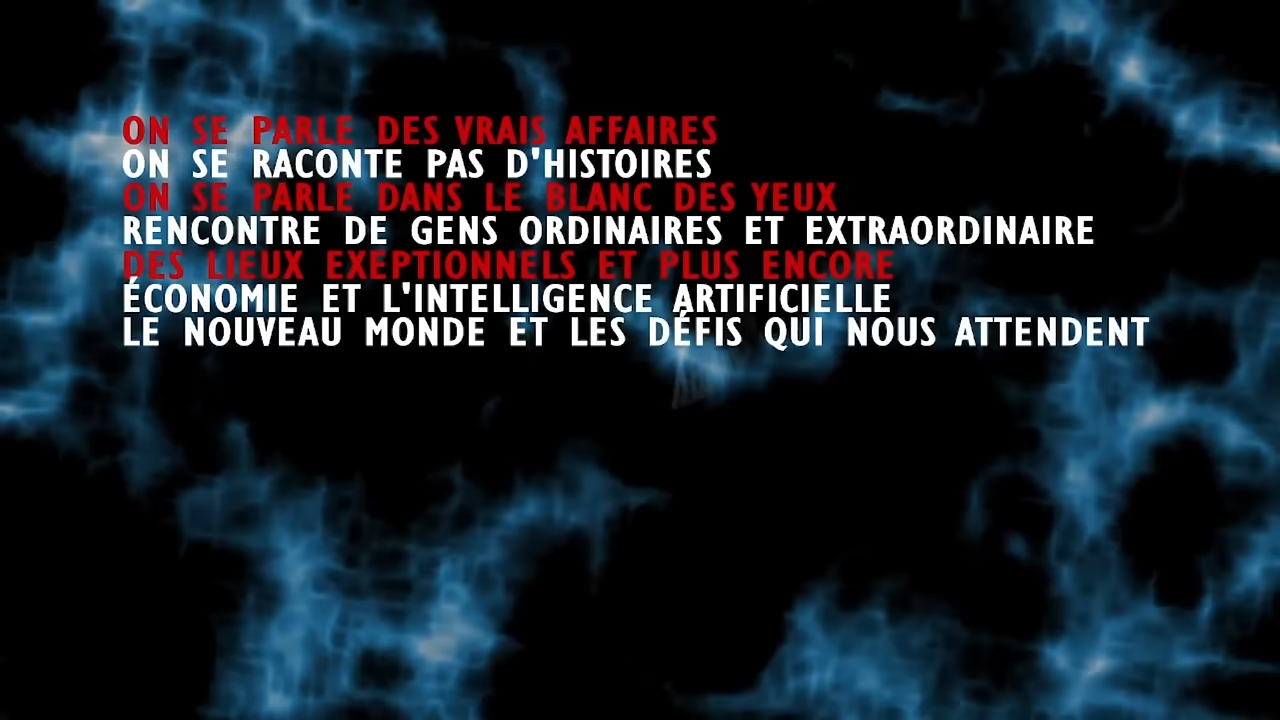 ON SE PARLE DES VRAIS AFFAIRES
ON SE RACONTE PAS D'HISTOIRES
ON SE PARLE DANS LE BLANC DES YEUX
RENCONTRE DE GENS ORDINAIRES ET EXTRAORDINAIRE
DES LIEUX EXEPTIONNELS ET PLUS ENCORE
ÉCONOMIE ET L'INTELLIGENCE ARTIFICIELLE
LE NOUVEAU MONDE ET LES DÉFIS QUI NOUS ATTENDENT